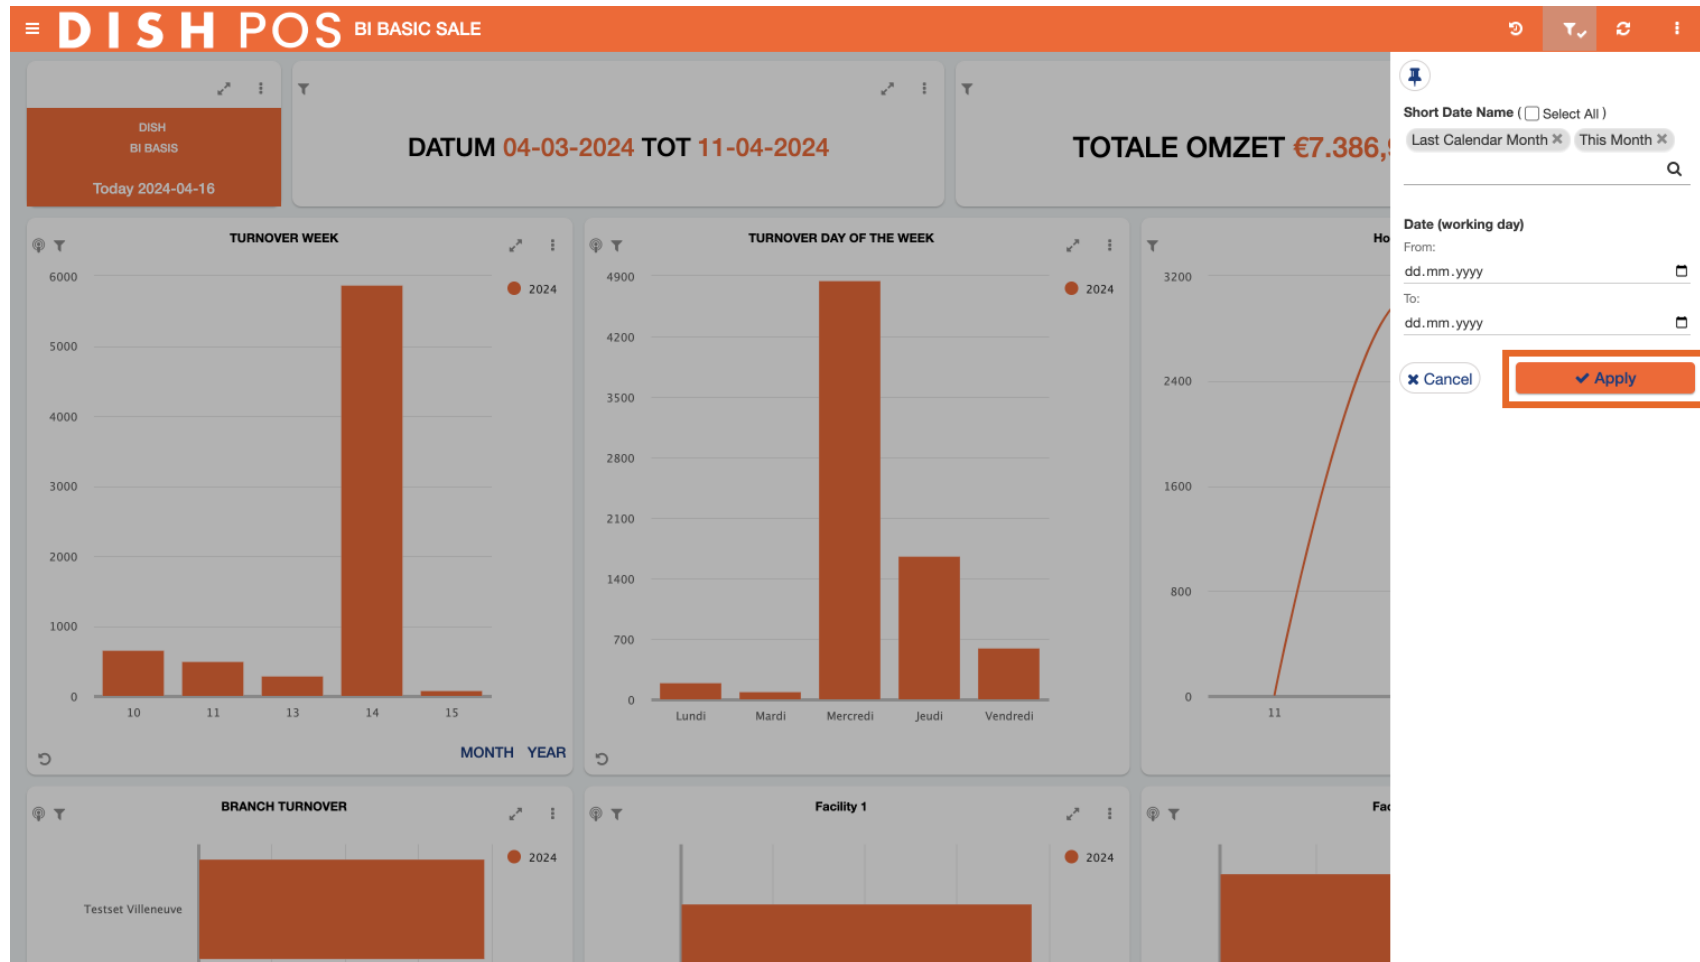 DISH POS BI BASIC SALE
DISH
BI BASIS
Today 2024-04-16
DATUM 04-03-2024 TOT 11-04-2024
TOTALE OMZET €7.386,
Short Date Name ( Select All )
Last Calendar Month This Month
Date (working day)
From:
dd.mm.yyyy
To:
dd.mm.yyyy
Cancel
Apply
TURNOVER WEEK
2024
6000
5000
4000
3000
2000
1000
0
10 11 13 14 15
MONTH YEAR
TURNOVER DAY OF THE WEEK
2024
4900
4200
3500
2800
2100
1400
700
0
Lundi Mardi Mercredi Jeudi Vendredi
Ho
3200
2400
1600
800
0
11
BRANCH TURNOVER
2024
Testset Villeneuve
Facility 1
2024
Fac